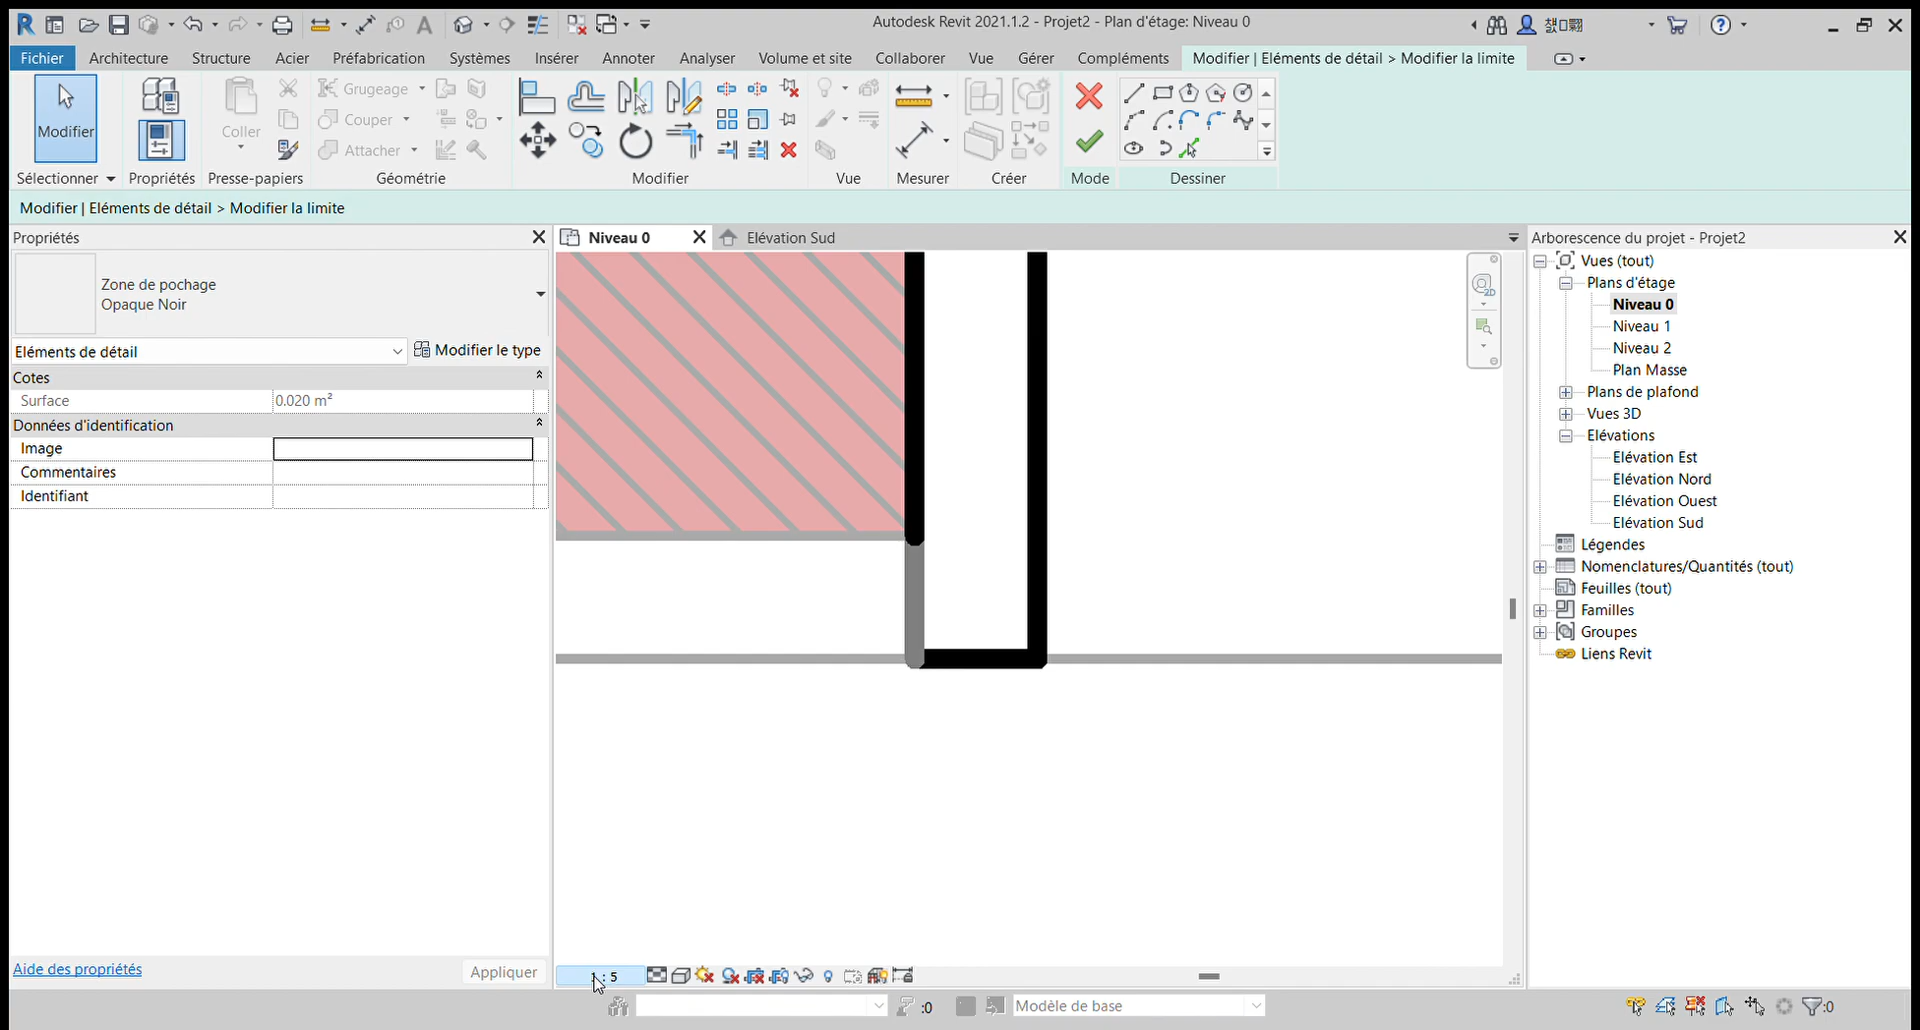 Autodesk Revit 2021.1.2 - Projet2 - Plan d'étage: Niveau 0
Fichier Architecture Structure Acier Préfabrication Systèmes Insérer Annoter Analyser Volume et site Collaborer Vue Gérer Compléments Modifier | Eléments de détail > Modifier la limite
Modifier Coller Grugeage Couper Attacher
Sélectionner Propriétés Presse-papiers Géométrie Modifier Vue Mesurer Créer Mode Dessiner
Modifier | Eléments de détail > Modifier la limite
Propriétés
Zone de pochage
Opaque Noir
Eléments de détail Modifier le type
Cotes
Surface 0.020 m²
Données d'identification
Image
Commentaires
Identifiant
Aide des propriétés Appliquer
Niveau 0 Elévation Sud
2D
1 : 5
:0 Modèle de base
Arborescence du projet - Projet2
Vues (tout)
Plans d'étage
Niveau 0
Niveau 1
Niveau 2
Plan Masse
Plans de plafond
Vues 3D
Elévations
Elévation Est
Elévation Nord
Elévation Ouest
Elévation Sud
Légendes
Nomenclatures/Quantités (tout)
Feuilles (tout)
Familles
Groupes
Liens Revit
:0